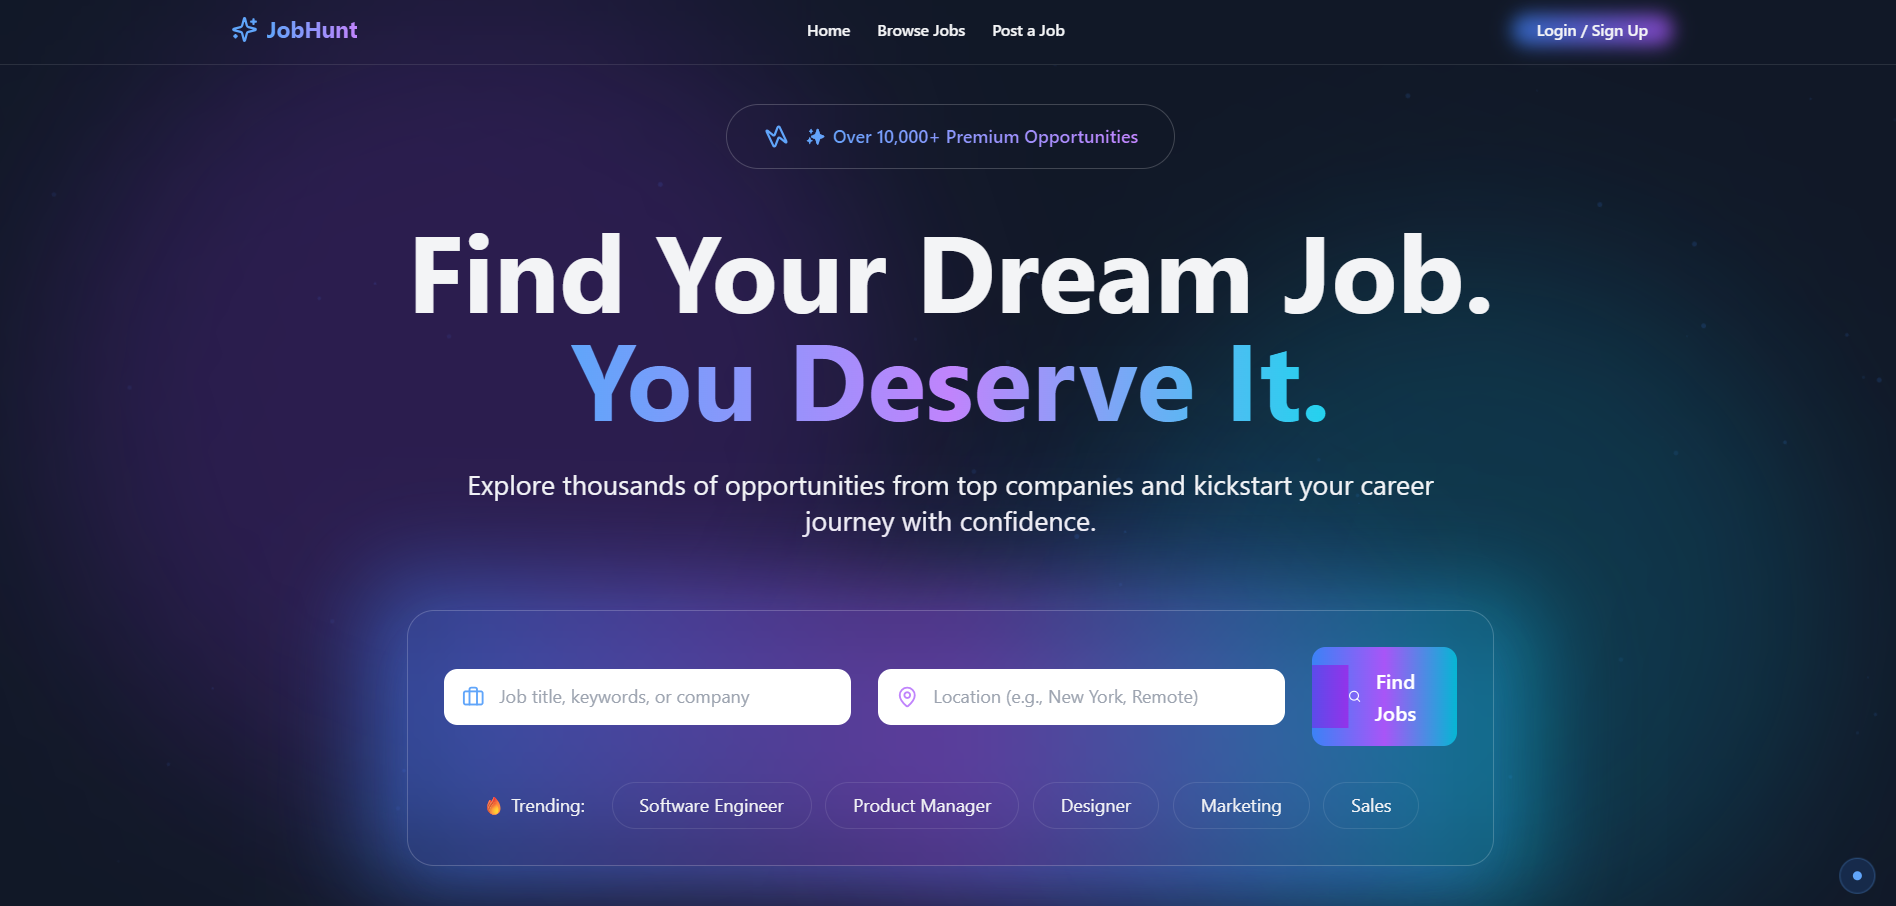 JobHunt
Home
Browse Jobs
Post a Job
Login / Sign Up
Over 10,000+ Premium Opportunities
Find Your Dream Job.
You Deserve It.
Explore thousands of opportunities from top companies and kickstart your career
journey with confidence.
Job title, keywords, or company
Location (e.g., New York, Remote)
Find
Jobs
Trending:
Software Engineer
Product Manager
Designer
Marketing
Sales